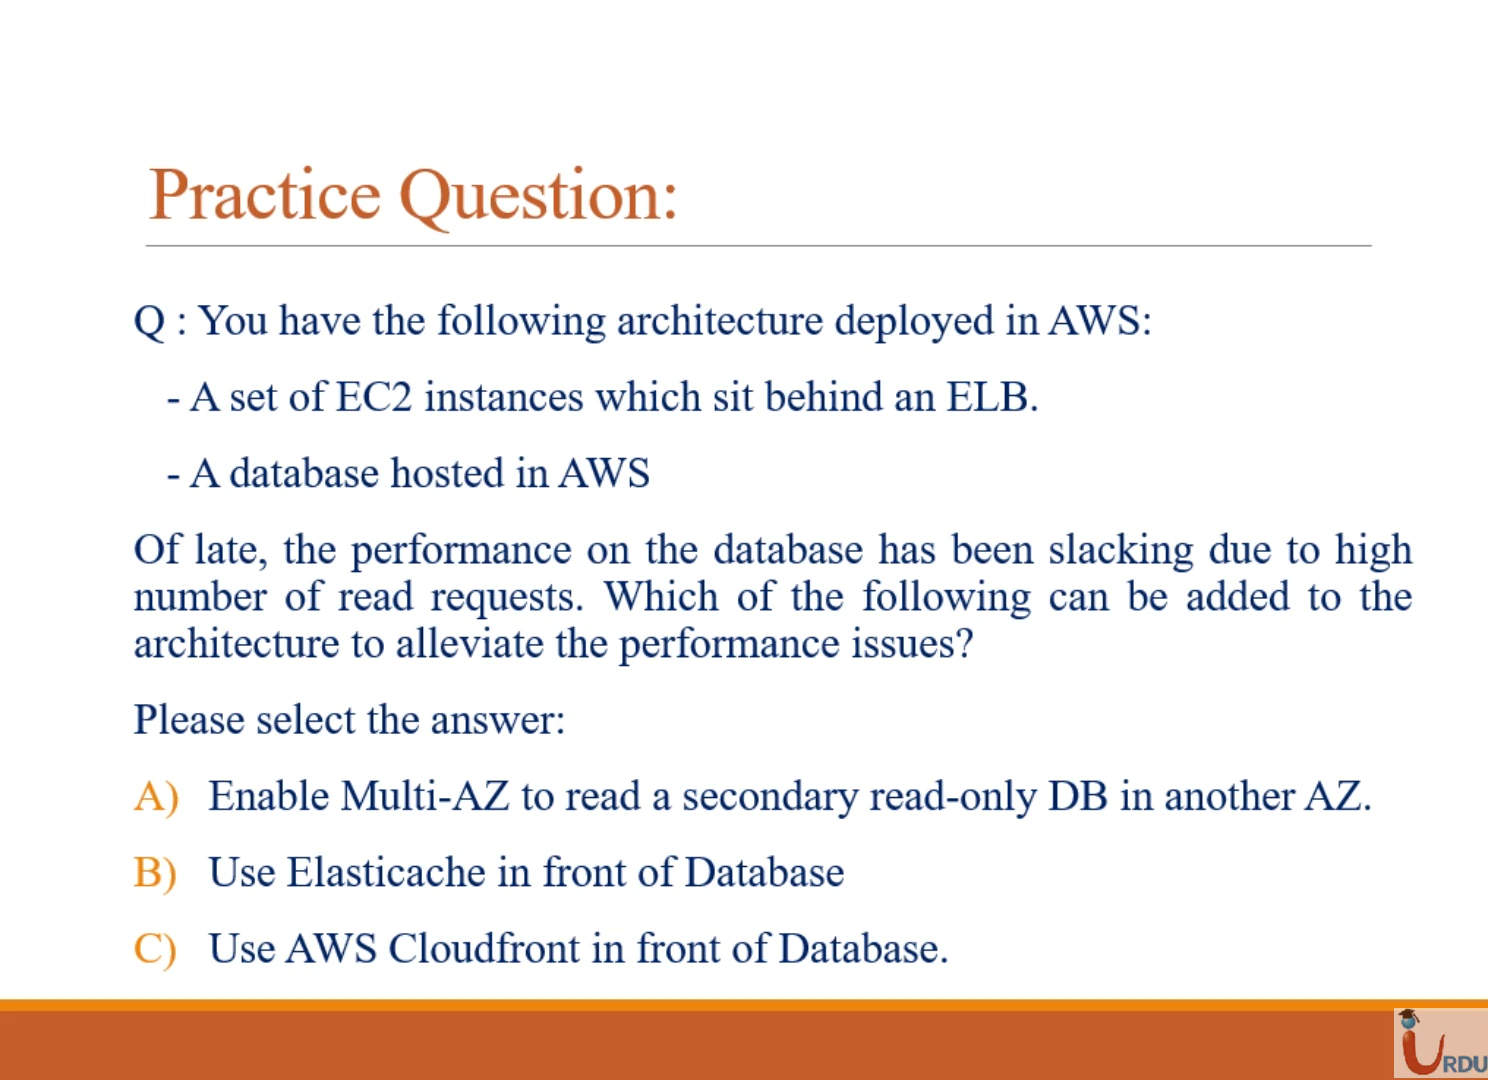 Practice Question:
Q : You have the following architecture deployed in AWS:
- A set of EC2 instances which sit behind an ELB.
- A database hosted in AWS
Of late, the performance on the database has been slacking due to high
number of read requests. Which of the following can be added to the
architecture to alleviate the performance issues?
Please select the answer:
A) Enable Multi-AZ to read a secondary read-only DB in another AZ.
B) Use Elasticache in front of Database
C) Use AWS Cloudfront in front of Database.
iURDU